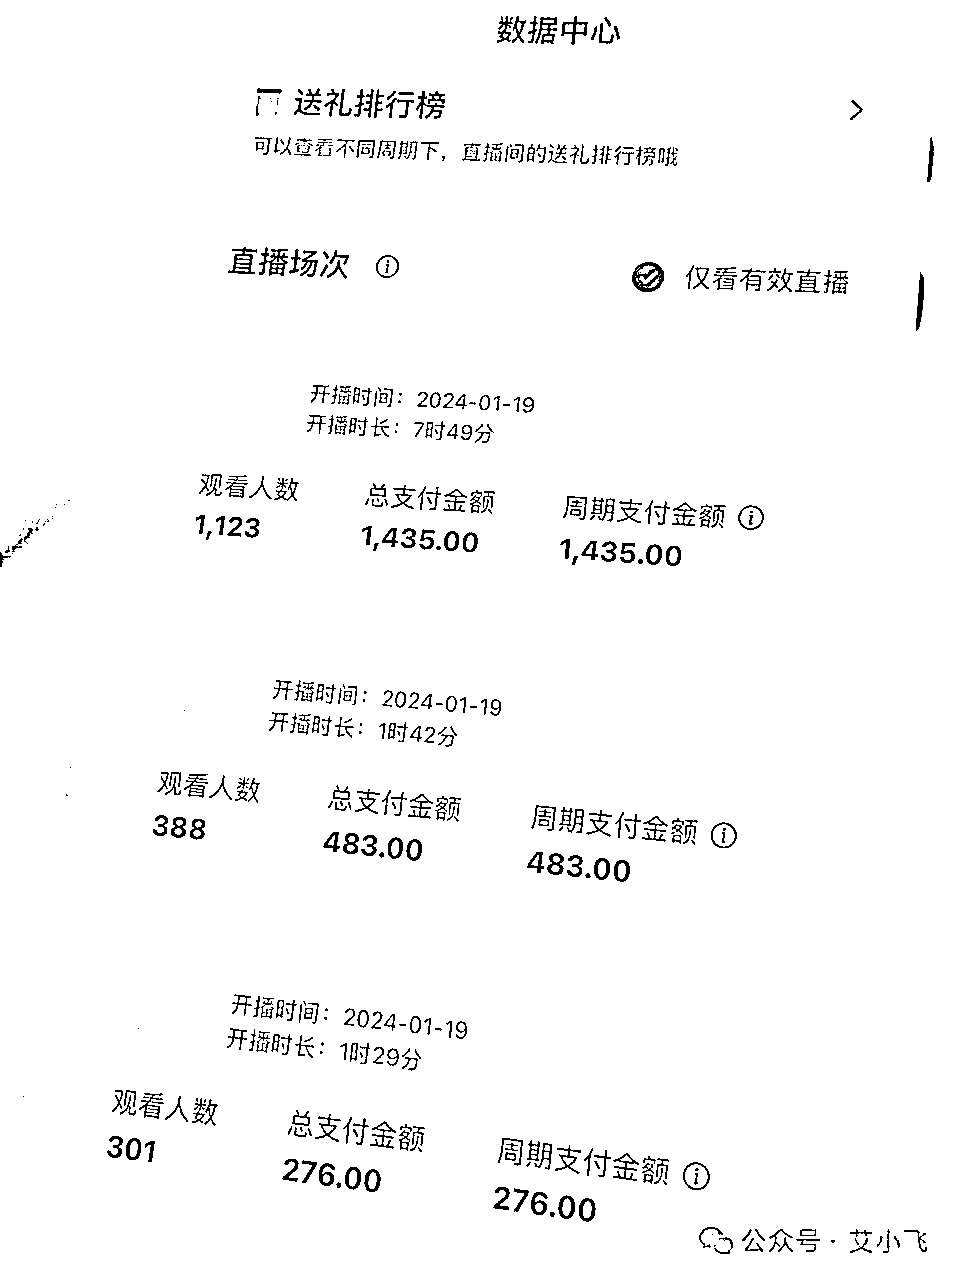 数据中心
送礼排行榜
可以查看不同周期下，直播间的送礼排行榜哦
直播场次 仅看有效直播
开播时间：2024-01-19
开播时长：7时49分
观看人数 总支付金额 周期支付金额
1,123 1,435.00 1,435.00
开播时间：2024-01-19
开播时长：1时42分
观看人数 总支付金额 周期支付金额
388 483.00 483.00
开播时间：2024-01-19
开播时长：1时29分
观看人数 总支付金额 周期支付金额
301 276.00 276.00
公众号·艾小飞